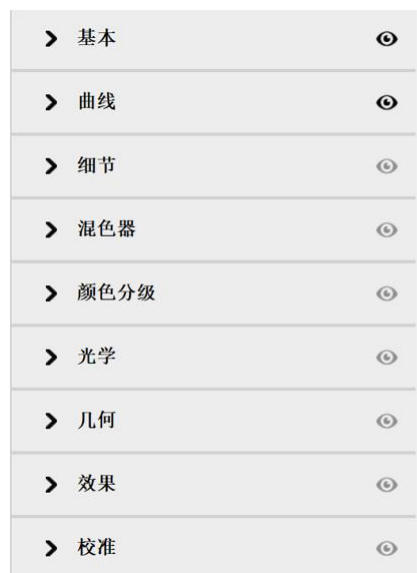 基本
曲线
细节
混色器
颜色分级
光学
几何
效果
校准